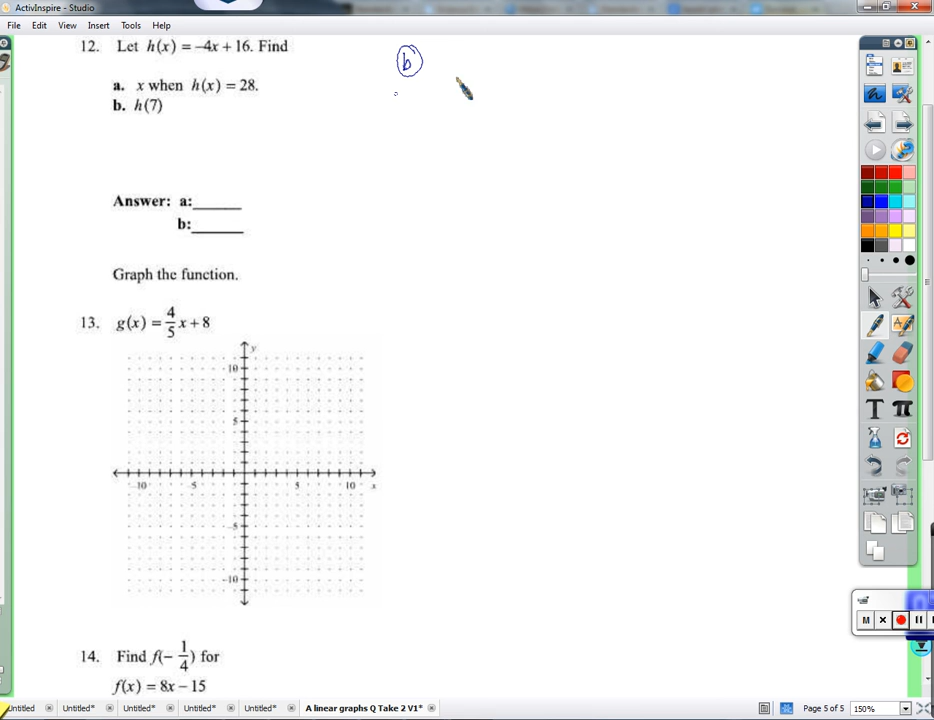 ActivInspire - Studio
File Edit View Insert Tools Help
12. Let h(x) = –4x + 16. Find
a. x when h(x) = 28.
b. h(7)
b
Answer: a:______
b:______
Graph the function.
13. g(x) = 4/5 x + 8
y
10
5
-10 -5 5 10 x
-5
-10
14. Find f(– 1/4) for
f(x) = 8x – 15
M
Untitled Untitled* Untitled* Untitled* Untitled* A linear graphs Q Take 2 V1* Page 5 of 5 150%